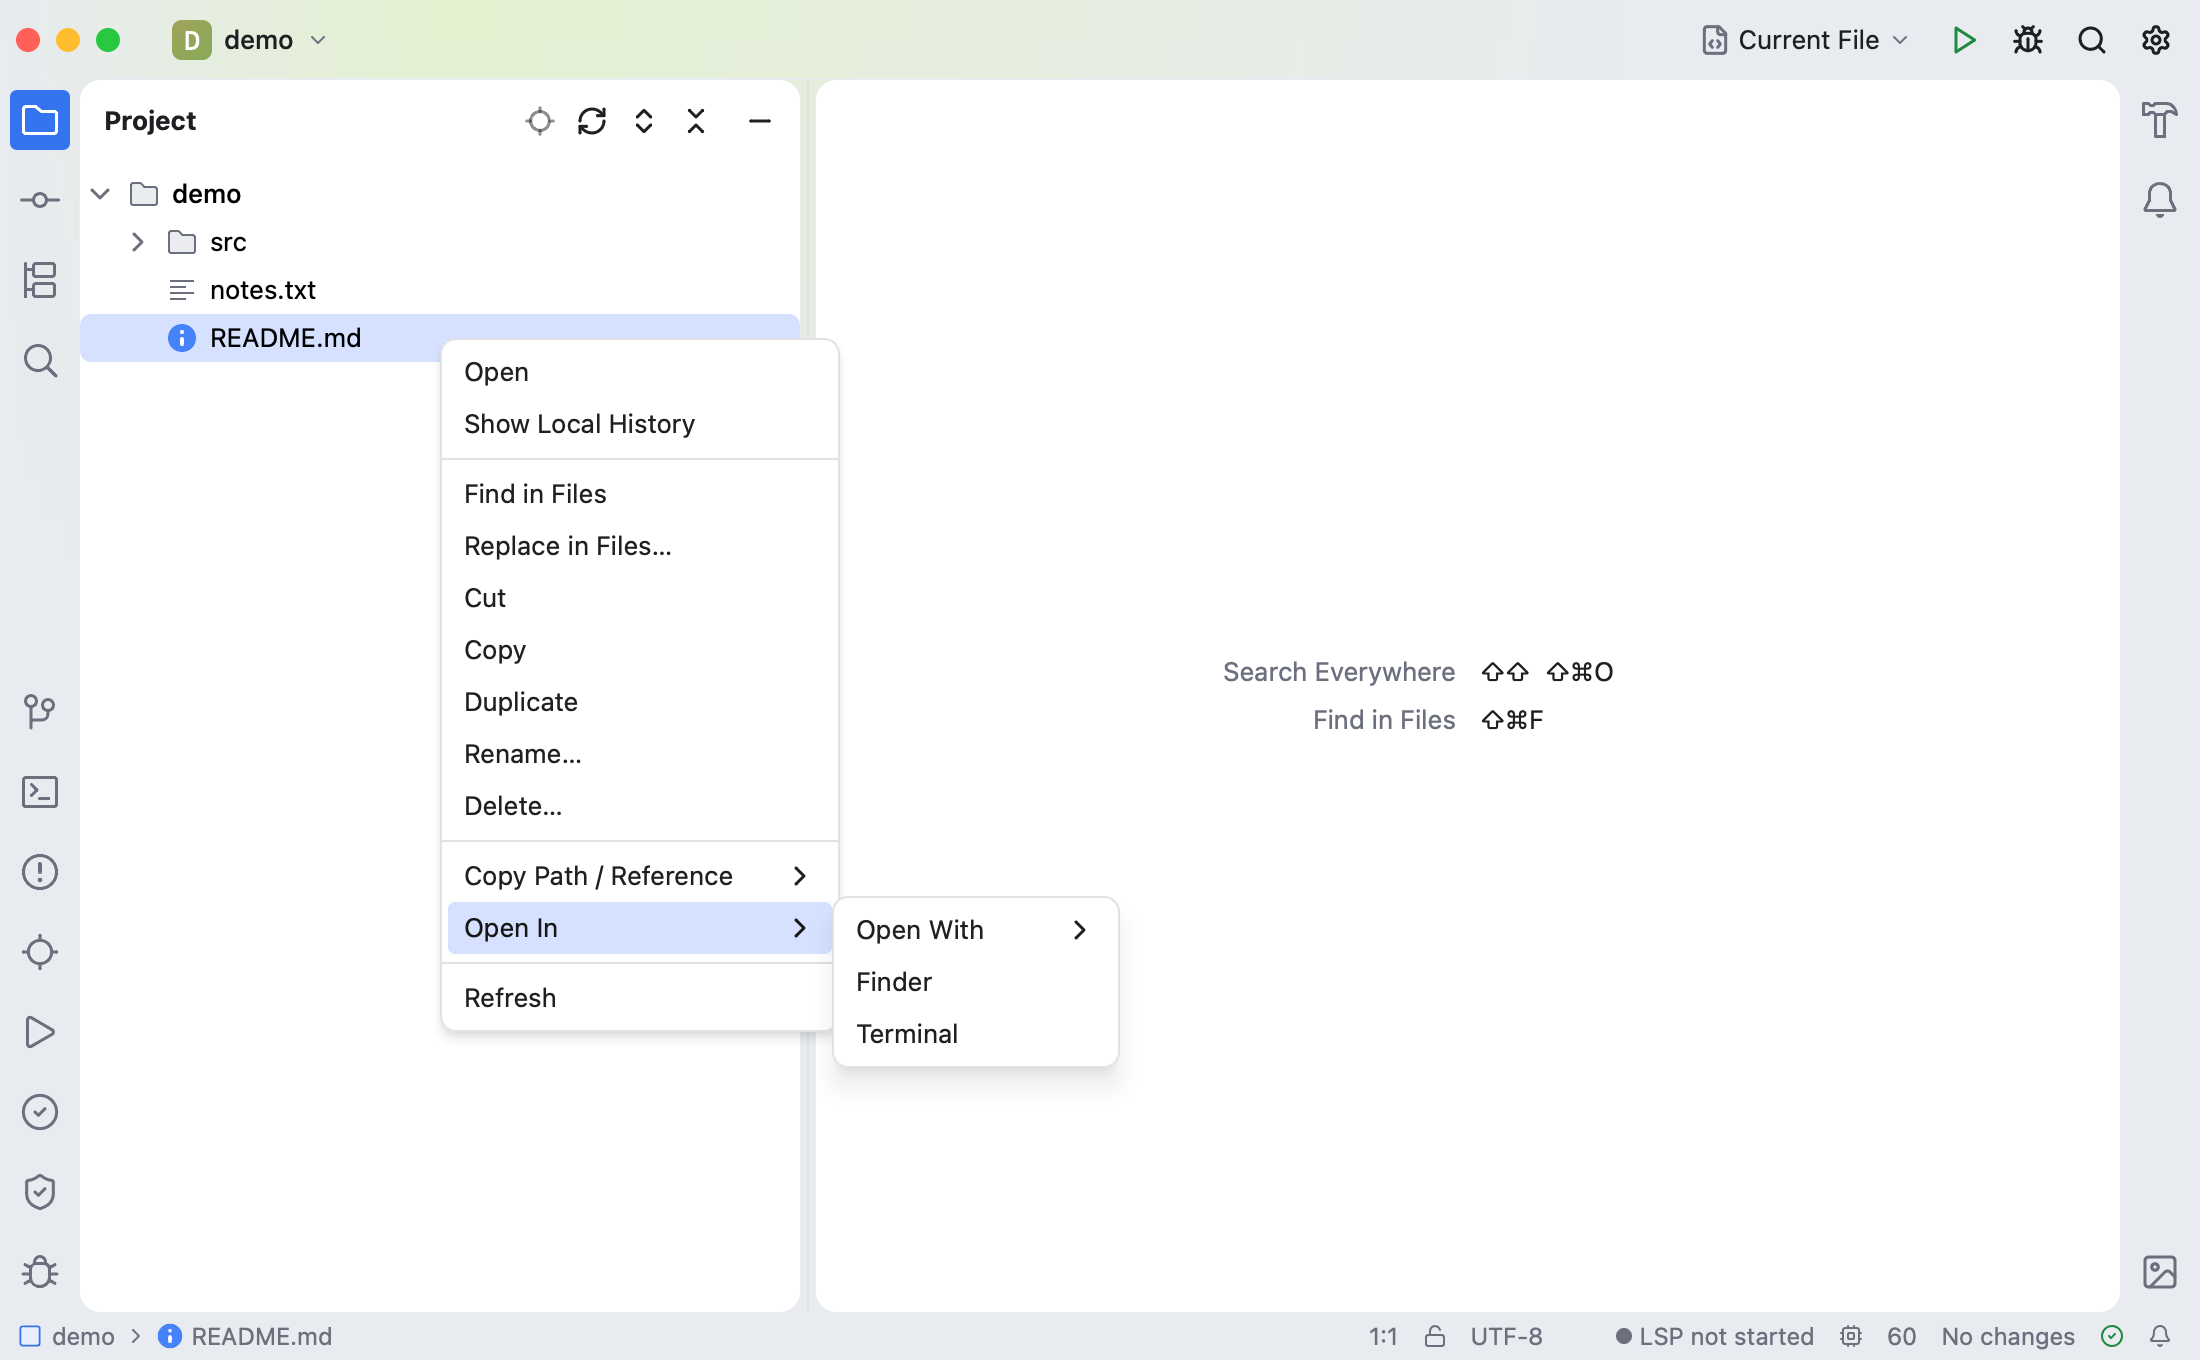 D demo
Current File
Project
demo
src
notes.txt
README.md
Open
Show Local History
Find in Files
Replace in Files...
Cut
Copy
Duplicate
Rename...
Delete...
Copy Path / Reference
Open In
Refresh
Open With
Finder
Terminal
Search Everywhere ⇧⇧ ⇧⌘O
Find in Files ⇧⌘F
demo > README.md
1:1 UTF-8 LSP not started 60 No changes